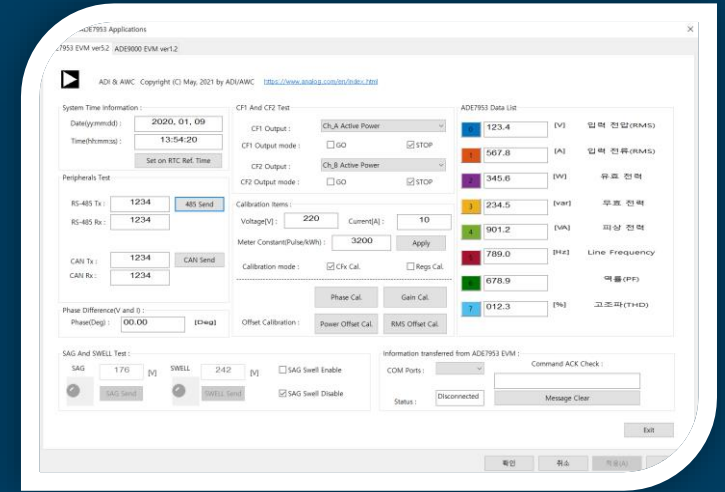 ADE7953 Applications
ADE7953 EVM ver5.2 ADE9000 EVM ver1.2
ADI & AWC Copyright (C) May, 2021 by ADI/AWC https://www.analog.com/en/index.html
System Time Information :
Date(yy:mm:dd) : 2020, 01, 09
Time(hh:mm:ss) : 13:54:20
Set on RTC Ref. Time
Peripherals Test
RS-485 Tx : 1234 485 Send
RS-485 Rx : 1234
CAN Tx : 1234 CAN Send
CAN Rx : 1234
Phase Difference(V and I) :
Phase(Deg) : 00.00 [Deg]
CF1 And CF2 Test
CF1 Output : Ch_A Active Power
CF1 Output mode : GO STOP
CF2 Output : Ch_B Active Power
CF2 Output mode : GO STOP
Calibration Items :
Voltage[V] : 220 Current[A] : 10
Meter Constant(Pulse/kWh) : 3200 Apply
Calibration mode : CFx Cal. Regs Cal.
Phase Cal. Gain Cal.
Offset Calibration : Power Offset Cal. RMS Offset Cal.
ADE7953 Data List
0 123.4 [V] 입력 전압(RMS)
1 567.8 [A] 입력 전류(RMS)
2 345.6 [W] 유효 전력
3 234.5 [var] 무효 전력
4 901.2 [VA] 피상 전력
5 789.0 [Hz] Line Frequency
6 678.9 역률(PF)
7 012.3 [%] 고조파(THD)
SAG And SWELL Test :
SAG 176 [V] SWELL 242 [V] SAG Swell Enable
SAG Send SWELL Send SAG Swell Disable
Information transferred from ADE7953 EVM :
COM Ports : Command ACK Check :
Status : Disconnected Message Clear
Exit
확인 취소 적용(A)